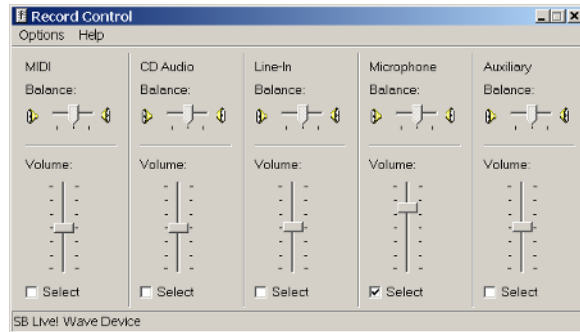 Record Control
Options Help
MIDI CD Audio Line-In Microphone Auxiliary
Balance: Balance: Balance: Balance: Balance:
Volume: Volume: Volume: Volume: Volume:
Select Select Select Select Select
SB Live! Wave Device